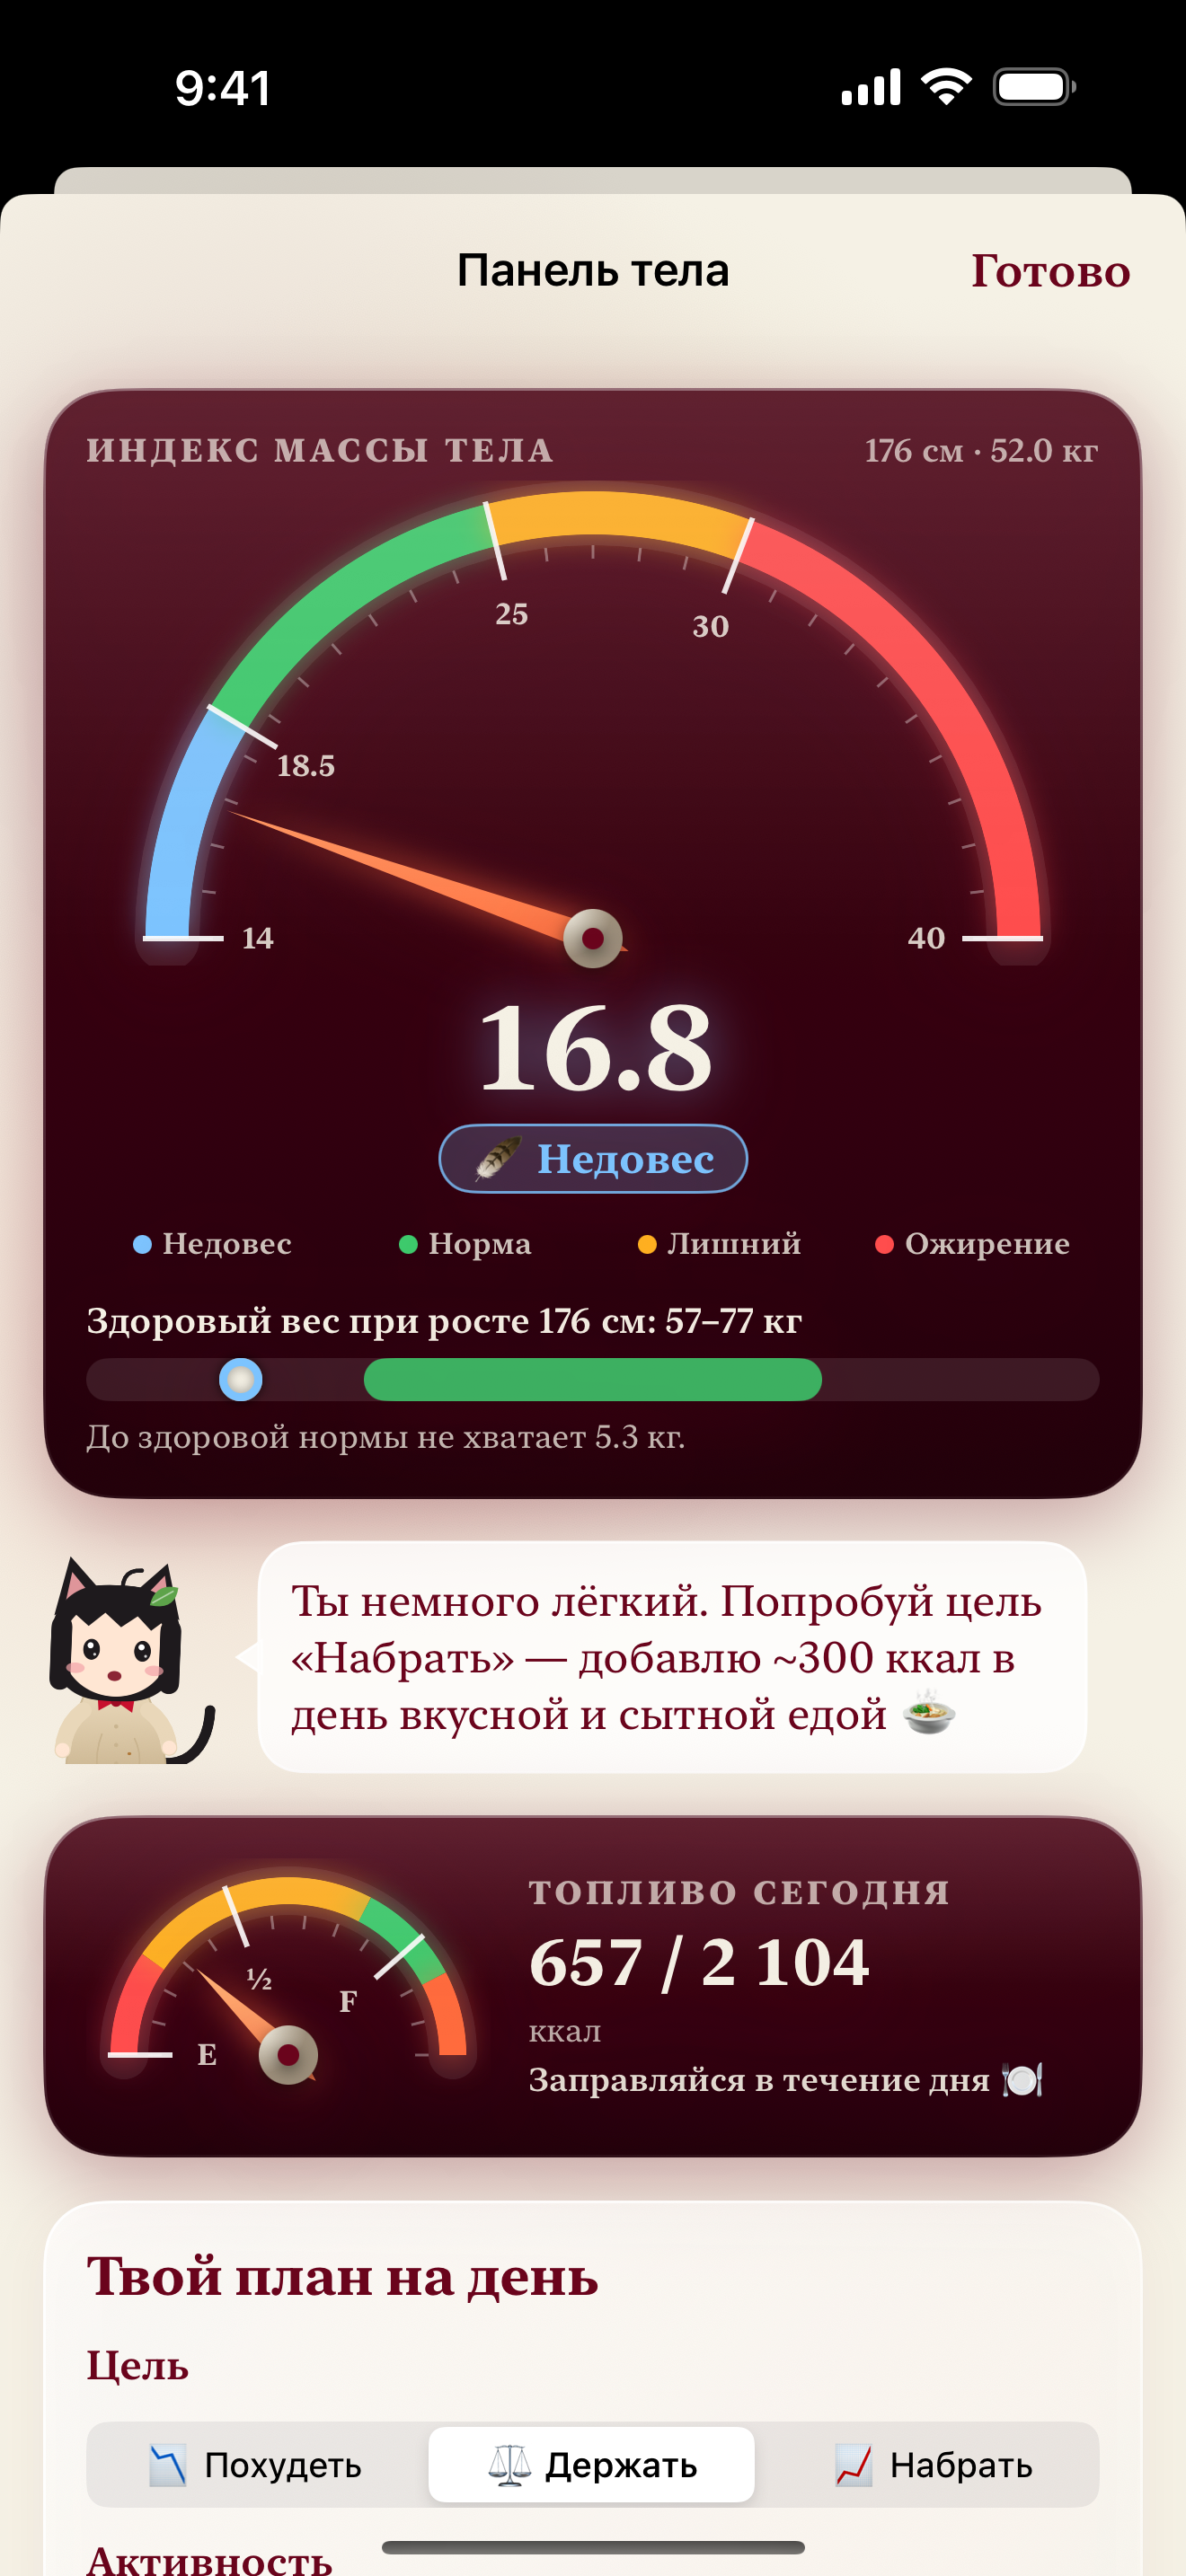 9:41
Панель тела
Готово
ИНДЕКС МАССЫ ТЕЛА
176 см · 52.0 кг
25
30
18.5
14
40
16.8
Недовес
Недовес
Норма
Лишний
Ожирение
Здоровый вес при росте 176 см: 57–77 кг
До здоровой нормы не хватает 5.3 кг.
Ты немного лёгкий. Попробуй цель
«Набрать» — добавлю ~300 ккал в
день вкусной и сытной едой
ТОПЛИВО СЕГОДНЯ
657 / 2 104
ккал
Заправляйся в течение дня
½
F
E
Твой план на день
Цель
Похудеть
Держать
Набрать
Активность